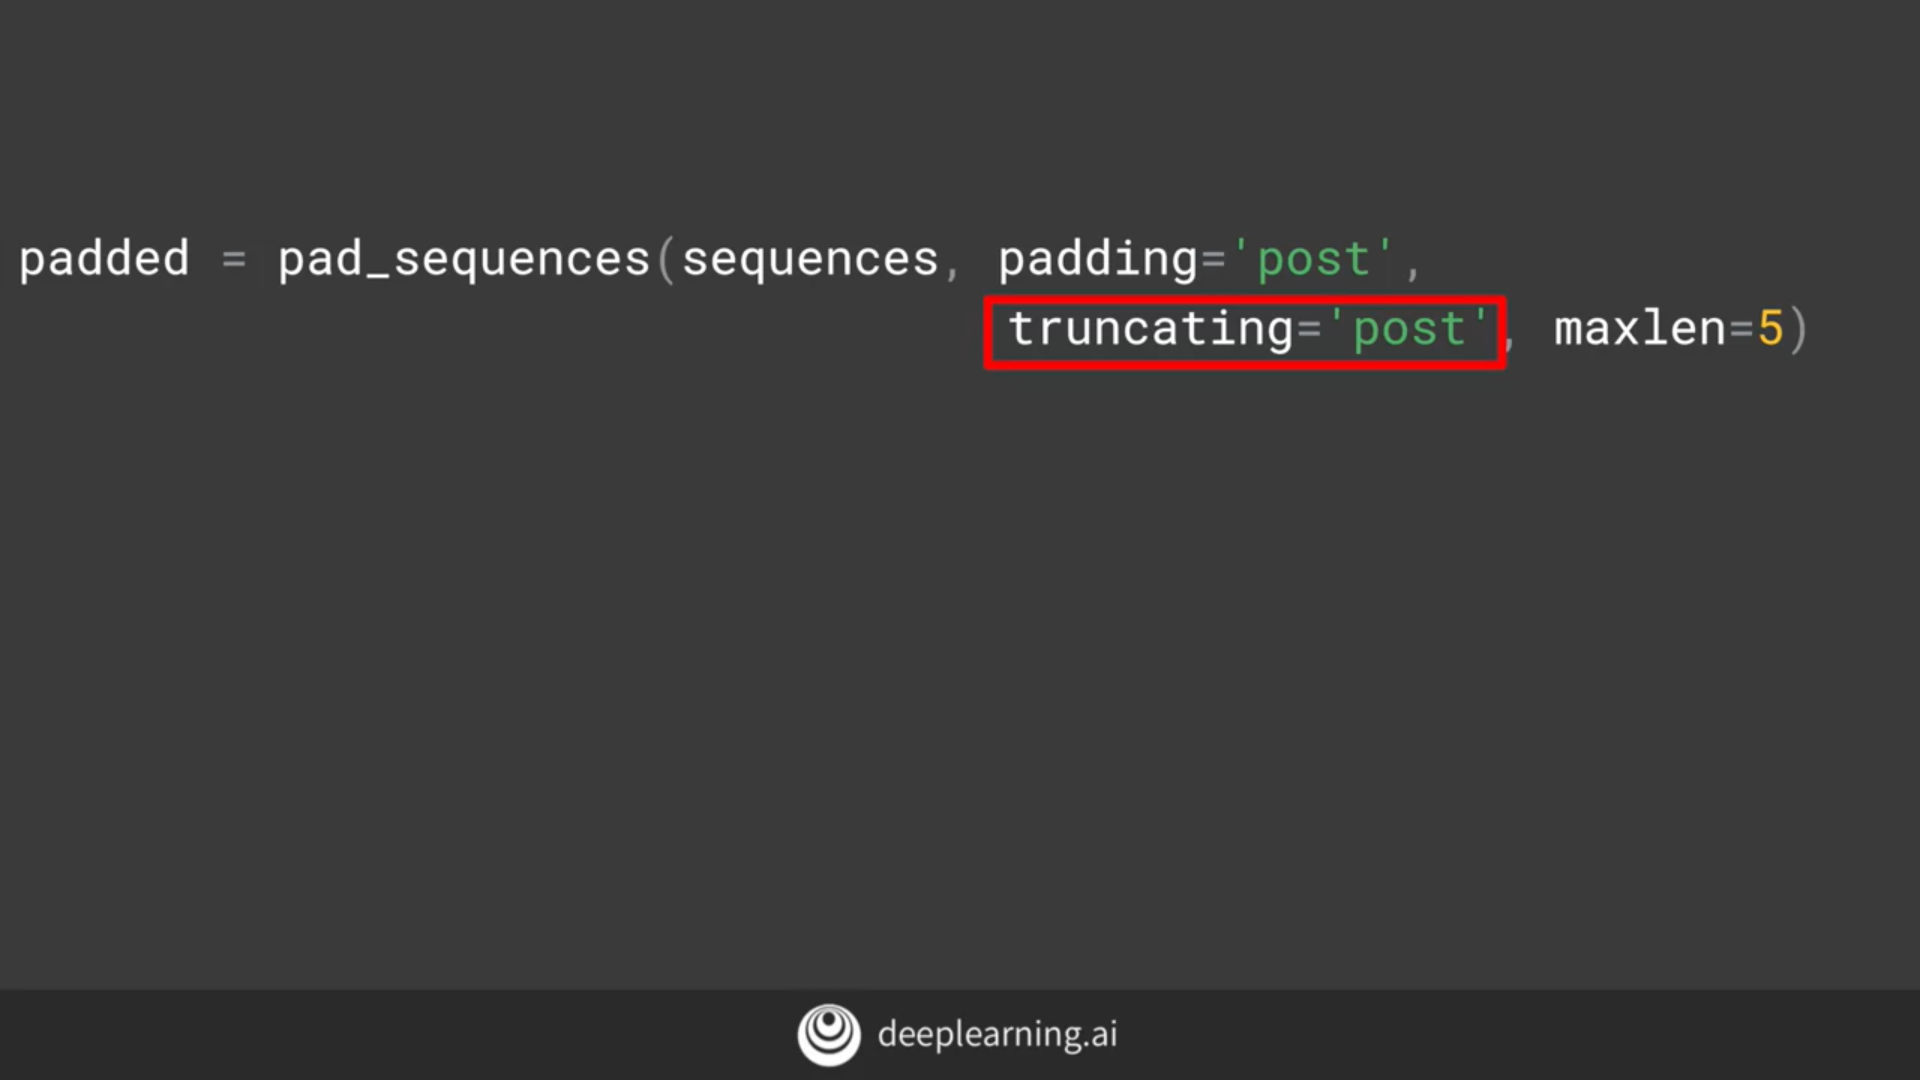 padded = pad_sequences(sequences, padding='post',
truncating='post', maxlen=5)
deeplearning.ai